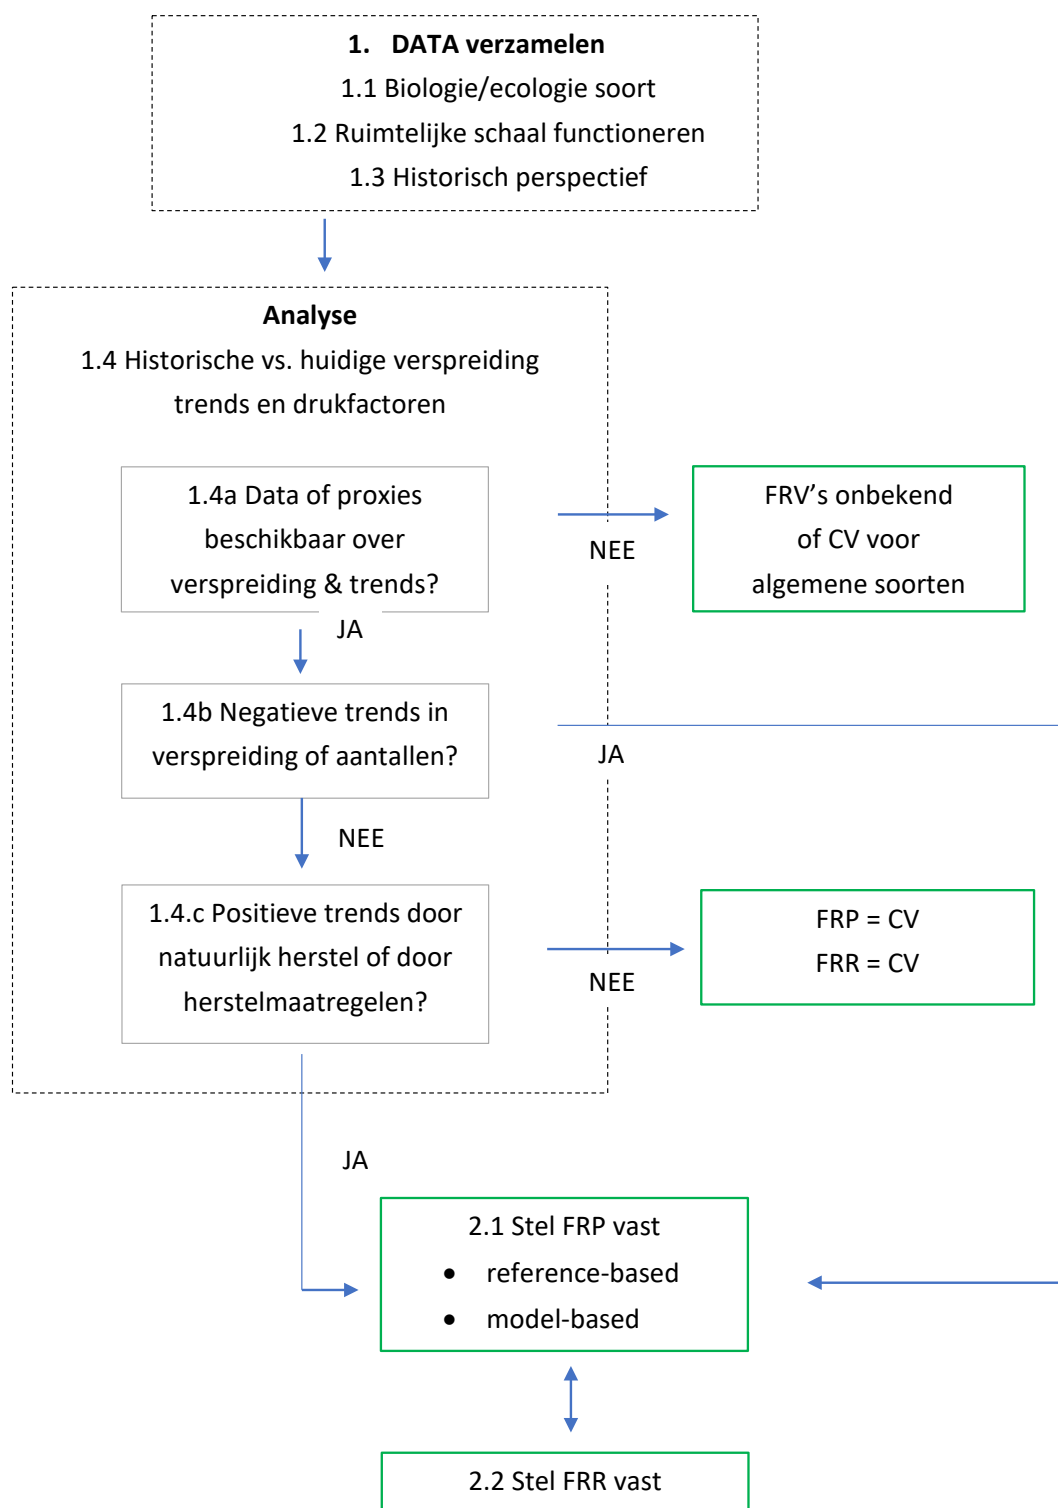 1. DATA verzamelen
1.1 Biologie/ecologie soort
1.2 Ruimtelijke schaal functioneren
1.3 Historisch perspectief
Analyse
1.4 Historische vs. huidige verspreiding
trends en drukfactoren
1.4a Data of proxies
beschikbaar over
verspreiding & trends?
NEE
FRV’s onbekend
of CV voor
algemene soorten
JA
1.4b Negatieve trends in
verspreiding of aantallen?
JA
NEE
1.4.c Positieve trends door
natuurlijk herstel of door
herstelmaatregelen?
NEE
FRP = CV
FRR = CV
JA
2.1 Stel FRP vast
• reference-based
• model-based
2.2 Stel FRR vast